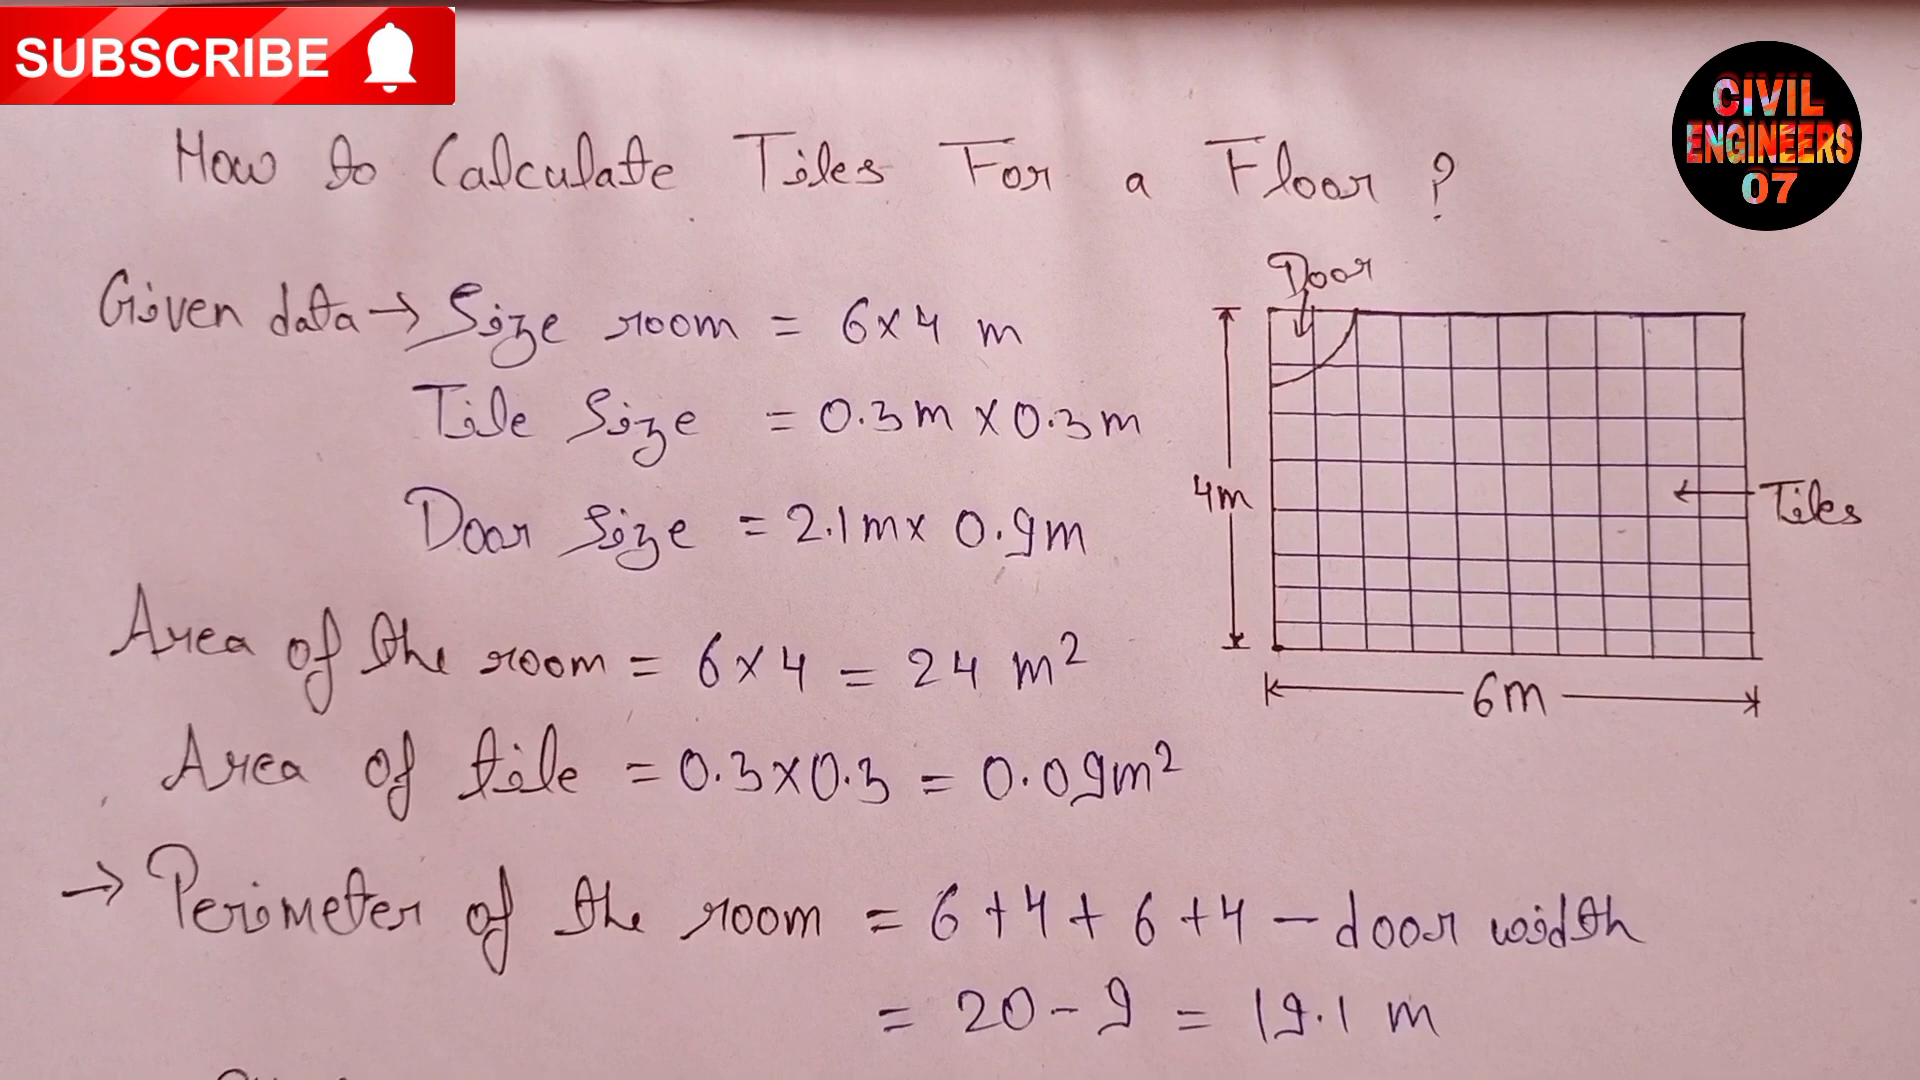 SUBSCRIBE
CIVIL
ENGINEERS
07
How to Calculate Tiles For a Floor ?
Door
Given data → Size room = 6×4 m
Tile Size = 0.3m × 0.3m
4m
Tiles
Door Size = 2.1m× 0.9m
Area of the room = 6×4 = 24 m²
6m
Area of tile = 0.3×0.3 = 0.09m²
→ Perimeter of the room = 6+4+6+4 - door width
= 20-9 = 19.1 m